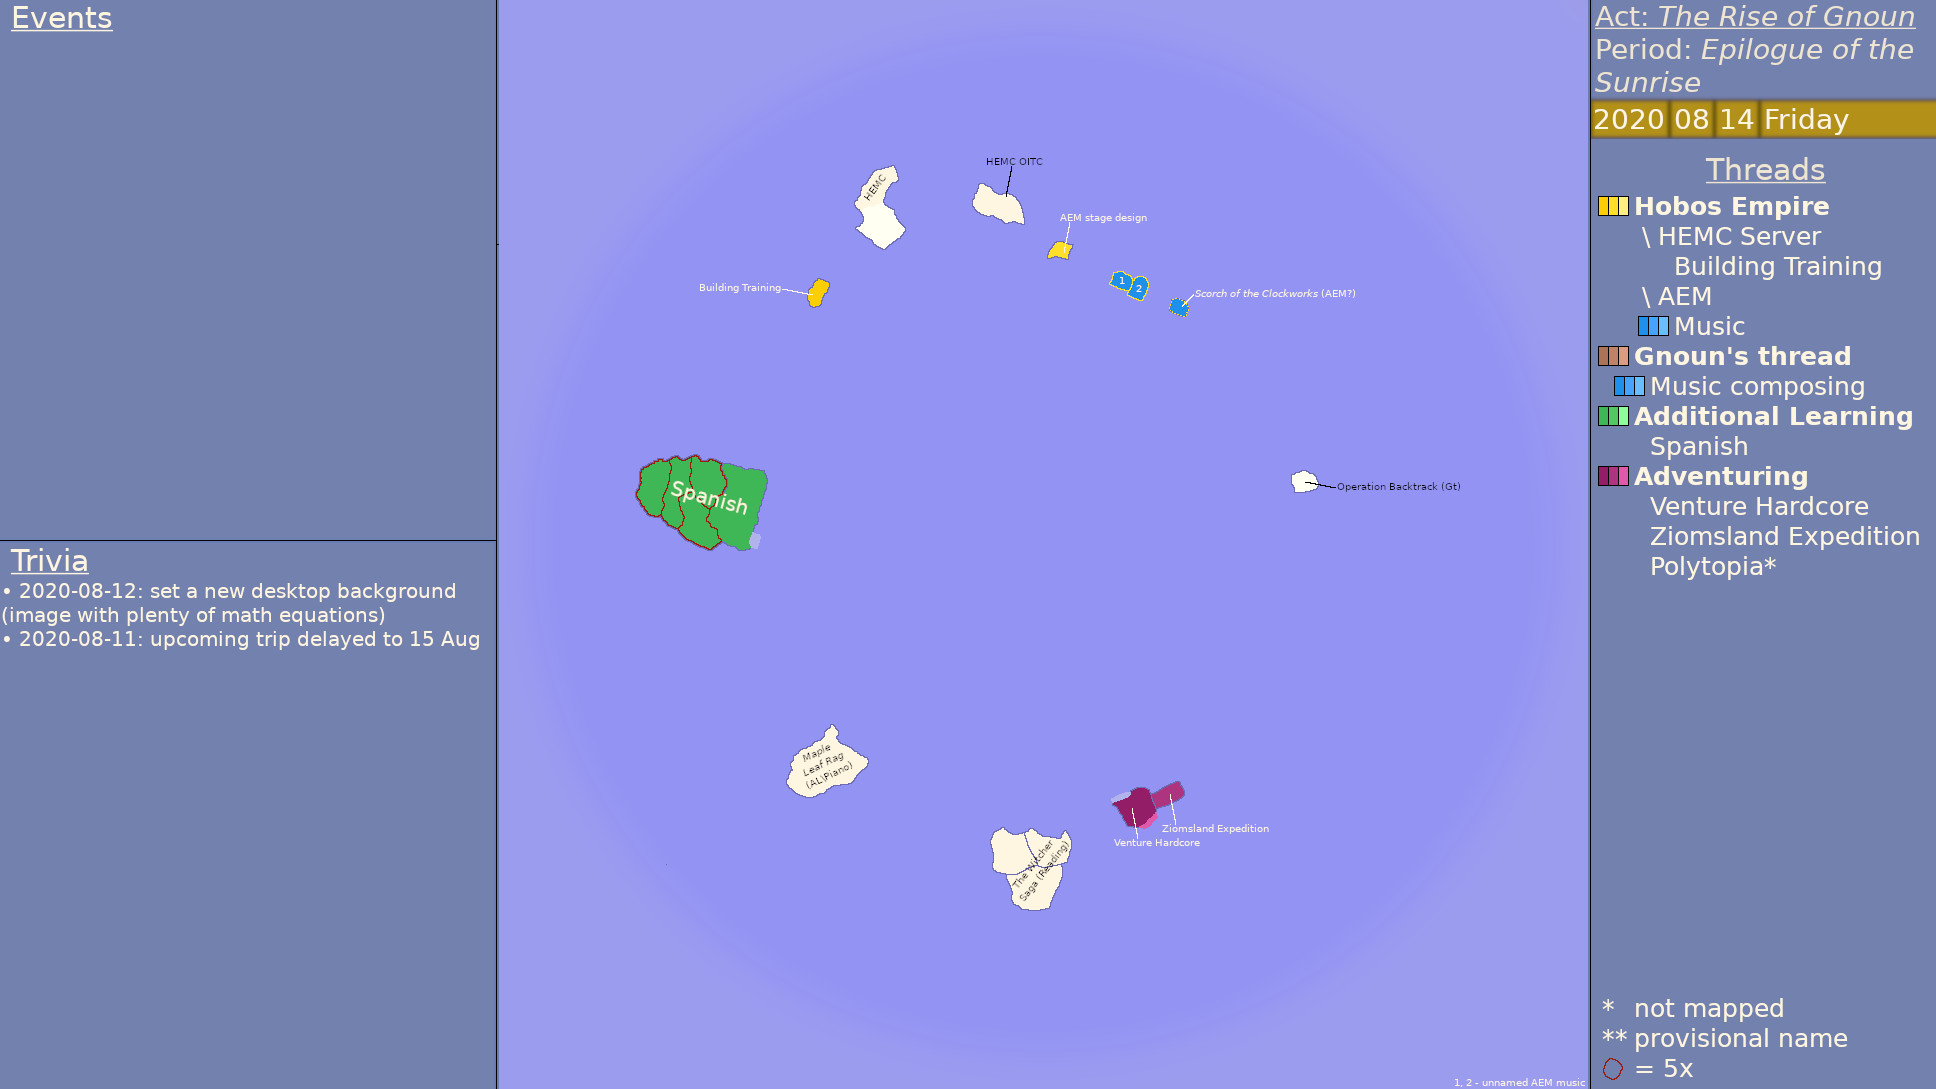 Events
Trivia
• 2020-08-12: set a new desktop background
(image with plenty of math equations)
• 2020-08-11: upcoming trip delayed to 15 Aug
HEMC
HEMC OITC
AEM stage design
Building Training
1
2
Scorch of the Clockworks (AEM?)
Spanish
Operation Backtrack (Gt)
Maple
Leaf Rag
(AL\Piano)
Ziomsland Expedition
Venture Hardcore
The Witcher
Saga (Reading)
1, 2 - unnamed AEM music
Act: The Rise of Gnoun
Period: Epilogue of the
Sunrise
2020 08 14 Friday
Threads
Hobos Empire
\ HEMC Server
Building Training
\ AEM
Music
Gnoun's thread
Music composing
Additional Learning
Spanish
Adventuring
Venture Hardcore
Ziomsland Expedition
Polytopia*
* not mapped
** provisional name
= 5x